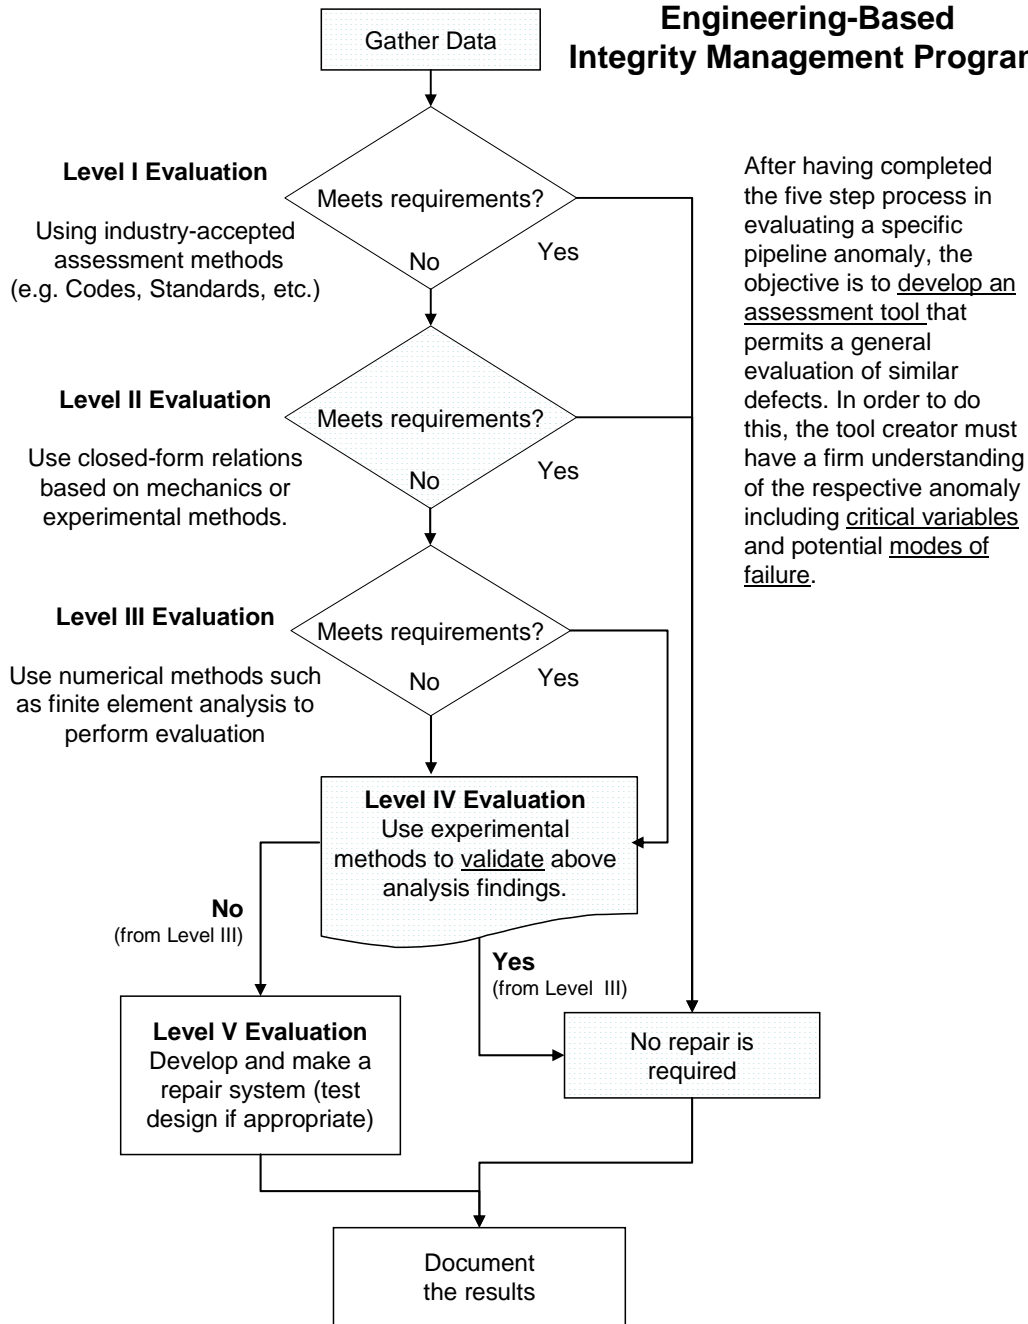 Engineering-Based
Integrity Management Program
Gather Data
Level I Evaluation
Using industry-accepted
assessment methods
(e.g. Codes, Standards, etc.)
Meets requirements?
No
Yes
After having completed
the five step process in
evaluating a specific
pipeline anomaly, the
objective is to develop an
assessment tool that
permits a general
evaluation of similar
defects. In order to do
this, the tool creator must
have a firm understanding
of the respective anomaly
including critical variables
and potential modes of
failure.
Level II Evaluation
Use closed-form relations
based on mechanics or
experimental methods.
Meets requirements?
No
Yes
Level III Evaluation
Use numerical methods such
as finite element analysis to
perform evaluation
Meets requirements?
No
Yes
Level IV Evaluation
Use experimental
methods to validate above
analysis findings.
No
(from Level III)
Yes
(from Level III)
Level V Evaluation
Develop and make a
repair system (test
design if appropriate)
No repair is
required
Document
the results